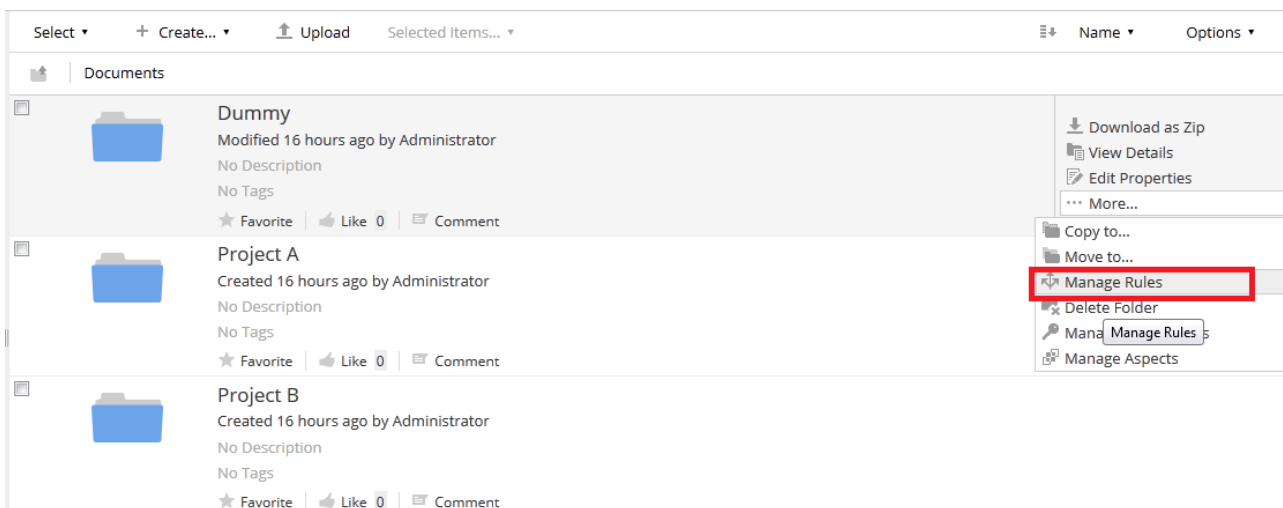 Select ▾ + Create... ▾ Upload Selected Items... ▾ Name ▾ Options ▾
Documents
Dummy
Modified 16 hours ago by Administrator
No Description
No Tags
Favorite Like 0 Comment
Download as Zip
View Details
Edit Properties
··· More...
Copy to...
Move to...
Manage Rules
Delete Folder
Mana Manage Rules s
Manage Aspects
Project A
Created 16 hours ago by Administrator
No Description
No Tags
Favorite Like 0 Comment
Project B
Created 16 hours ago by Administrator
No Description
No Tags
Favorite Like 0 Comment